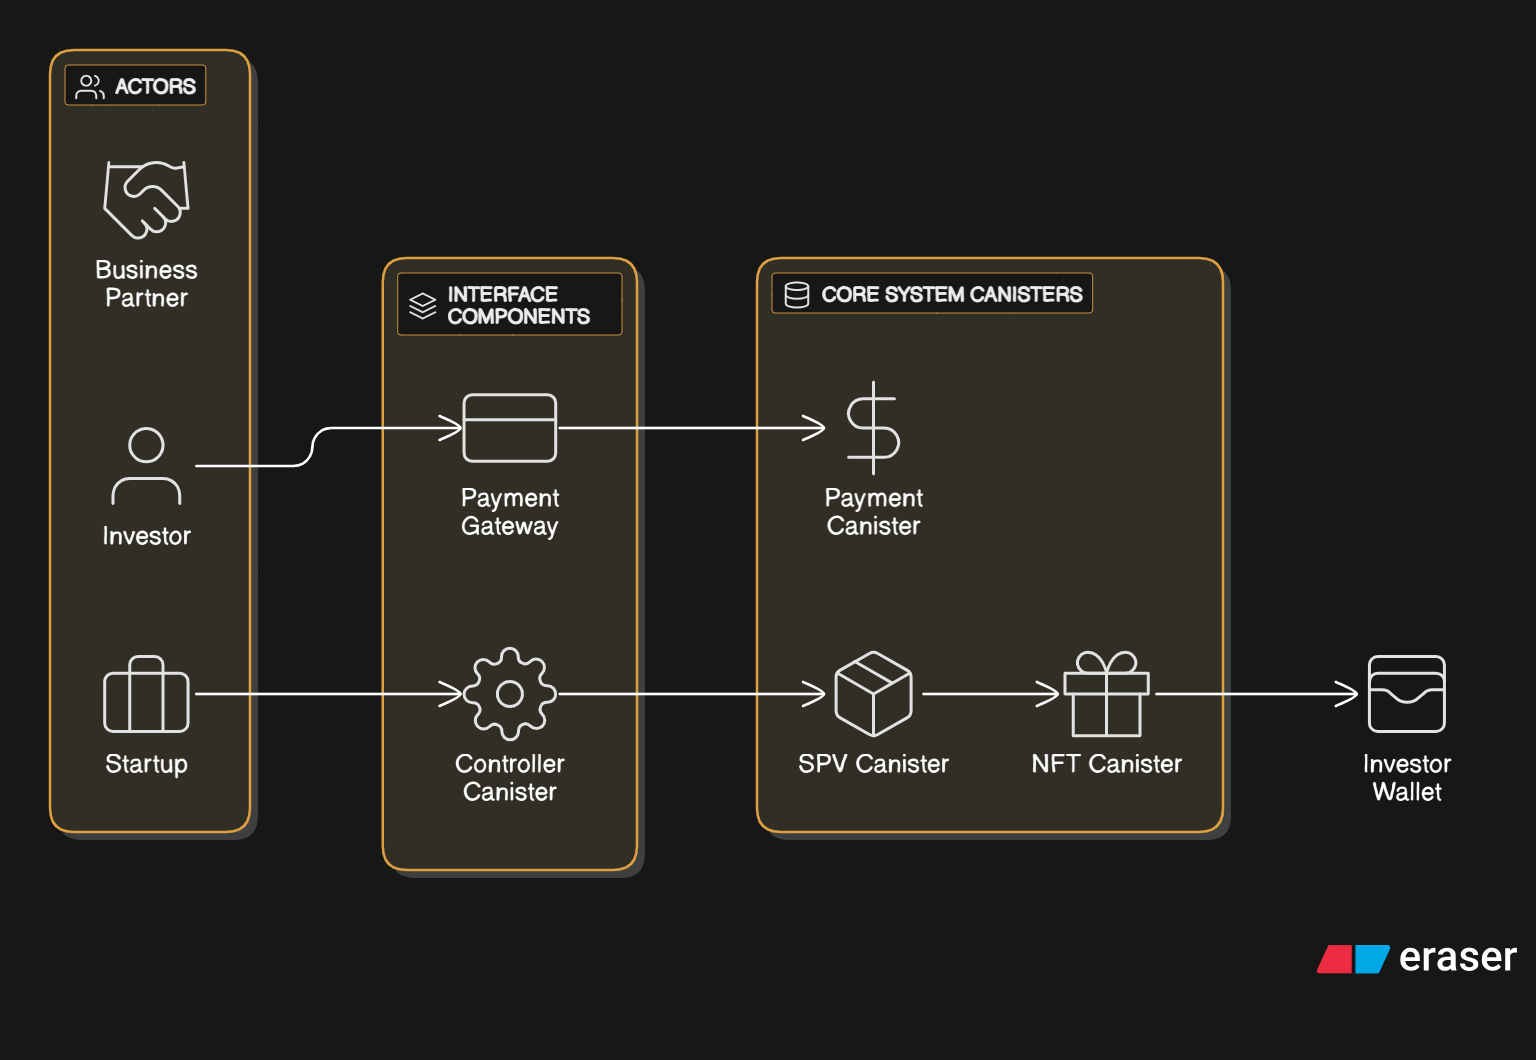 ACTORS
Business
Partner
Investor
Startup
INTERFACE
COMPONENTS
Payment
Gateway
Controller
Canister
CORE SYSTEM CANISTERS
Payment
Canister
SPV Canister
NFT Canister
Investor
Wallet
eraser